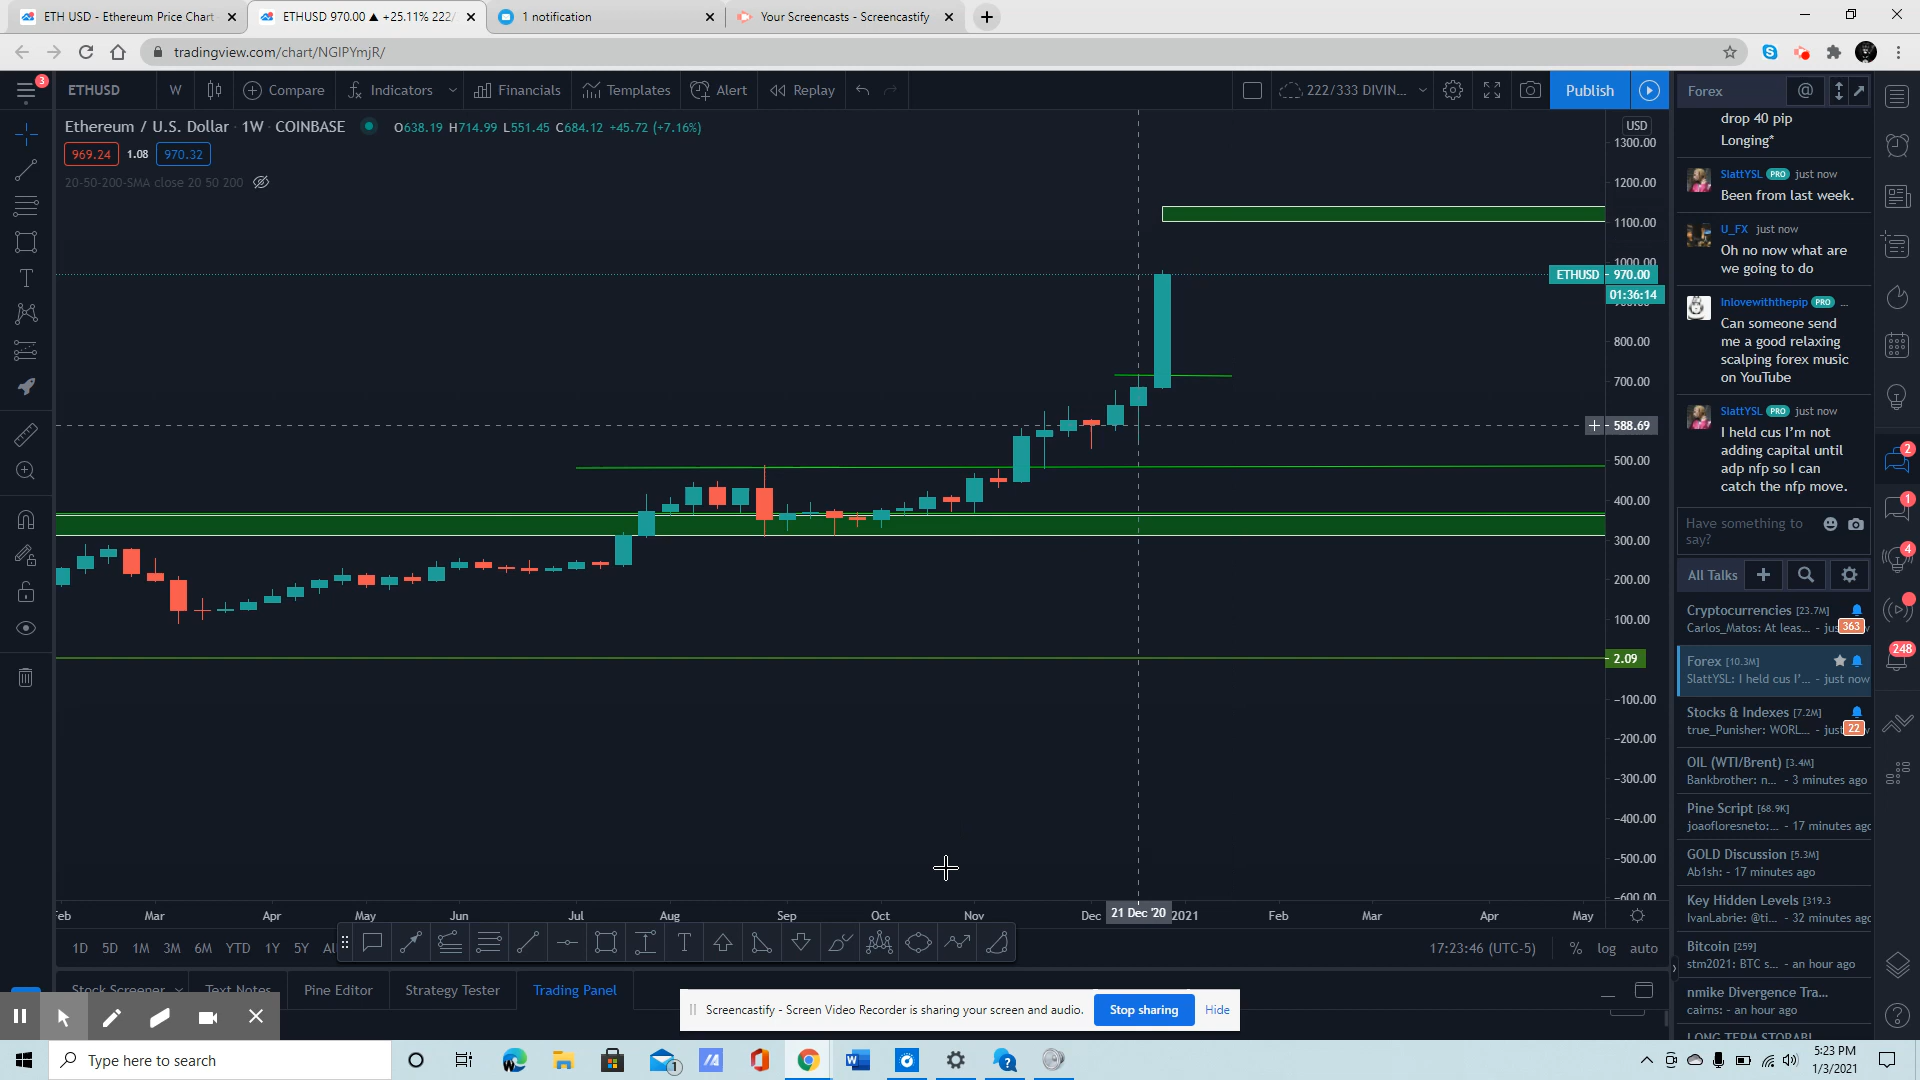 ETH USD - Ethereum Price Chart
ETHUSD 970.00 ▲ +25.11% 222/
1 notification
Your Screencasts - Screencastify
tradingview.com/chart/NGIPYmjR/
3
ETHUSD
W
Compare
Indicators
Financials
Templates
Alert
Replay
222/333 DIVIN...
Publish
Ethereum / U.S. Dollar · 1W · COINBASE
O638.19 H714.99 L551.45 C684.12 +45.72 (+7.16%)
969.24
1.08
970.32
20-50-200-SMA close 20 50 200
USD
1300.00
1200.00
1100.00
1000.00
ETHUSD
970.00
01:36:14
800.00
700.00
588.69
500.00
400.00
300.00
200.00
100.00
2.09
-100.00
-200.00
-300.00
-400.00
-500.00
-600.00
Feb
Mar
Apr
May
Jun
Jul
Aug
Sep
Oct
Nov
Dec
21 Dec '20
2021
Feb
Mar
Apr
May
1D
5D
1M
3M
6M
YTD
1Y
5Y
17:23:46 (UTC-5)
%
log
auto
Stock Screener
Text Notes
Pine Editor
Strategy Tester
Trading Panel
Screencastify - Screen Video Recorder is sharing your screen and audio.
Stop sharing
Hide
Forex
@
drop 40 pip
Longing*
SlattYSL PRO just now
Been from last week.
U_FX just now
Oh no now what are
we going to do
Inlovewiththepip PRO ...
Can someone send
me a good relaxing
scalping forex music
on YouTube
SlattYSL PRO just now
I held cus I'm not
adding capital until
adp nfp so I can
catch the nfp move.
Have something to
say?
All Talks
Cryptocurrencies [23.7M]
Carlos_Matos: At leas...
363
Forex [10.3M]
SlattYSL: I held cus I'... - just now
Stocks & Indexes [7.2M]
true_Punisher: WORL...
22
OIL (WTI/Brent) [3.4M]
Bankbrother: n... - 3 minutes ago
Pine Script [68.9K]
joaofloresneto:... - 17 minutes ago
GOLD Discussion [5.3M]
Ab1sh: - 17 minutes ago
Key Hidden Levels [319.3
IvanLabrie: @ti... - 32 minutes ago
Bitcoin [259]
stm2021: BTC s... - an hour ago
nmike Divergence Tra...
cairns: - an hour ago
2
1
4
248
Type here to search
1
5:23 PM
1/3/2021